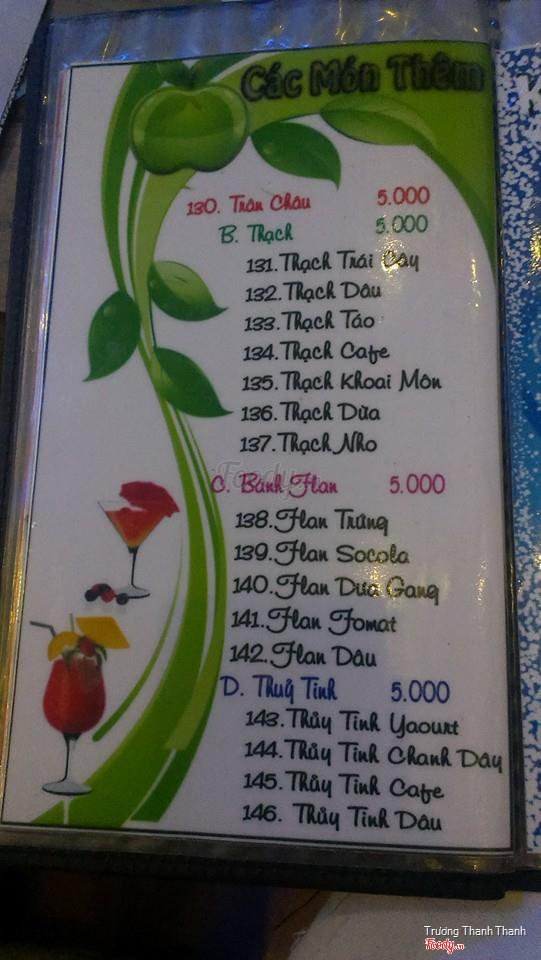 Các Món Thêm
130. Trân Châu 5.000
B. Thạch 5.000
131. Thạch Trái Cây
132. Thạch Dâu
133. Thạch Táo
134. Thạch Cafe
135. Thạch Khoai Môn
136. Thạch Dừa
137. Thạch Nho
Foody.vn
C. Bánh Flan 5.000
138. Flan Trứng
139. Flan Socola
140. Flan Dưa Gang
141. Flan Fomat
142. Flan Dâu
D. Thuỷ Tinh 5.000
143. Thủy Tinh Yaourt
144. Thủy Tinh Chanh Dây
145. Thủy Tinh Cafe
146. Thủy Tinh Dâu
Trương Thanh Thanh
Foody.vn